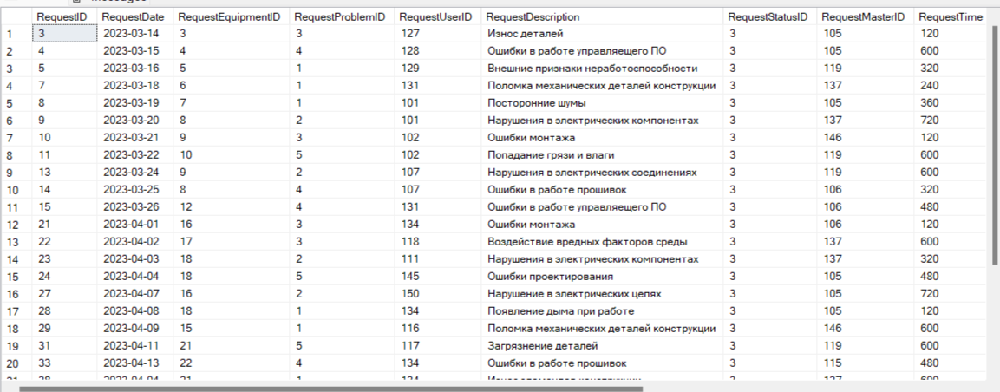 RequestID RequestDate RequestEquipmentID RequestProblemID RequestUserID RequestDescription RequestStatusID RequestMasterID RequestTime
1 3 2023-03-14 3 3 127 Износ деталей 3 105 120
2 4 2023-03-15 4 4 128 Ошибки в работе управляещего ПО 3 105 600
3 5 2023-03-16 5 1 129 Внешние признаки неработоспособности 3 119 320
4 7 2023-03-18 6 1 131 Поломка механических деталей конструкции 3 137 240
5 8 2023-03-19 7 1 101 Посторонние шумы 3 105 360
6 9 2023-03-20 8 2 101 Нарушения в электрических компонентах 3 137 720
7 10 2023-03-21 9 3 102 Ошибки монтажа 3 146 120
8 11 2023-03-22 10 5 102 Попадание грязи и влаги 3 119 600
9 13 2023-03-24 9 2 107 Нарушения в электрических соединениях 3 119 600
10 14 2023-03-25 8 4 107 Ошибки в работе прошивок 3 106 320
11 15 2023-03-26 12 4 131 Ошибки в работе управляещего ПО 3 106 480
12 21 2023-04-01 16 3 134 Ошибки монтажа 3 106 120
13 22 2023-04-02 17 3 118 Воздействие вредных факторов среды 3 137 600
14 23 2023-04-03 18 2 111 Нарушения в электрических компонентах 3 137 320
15 24 2023-04-04 18 5 145 Ошибки проектирования 3 105 480
16 27 2023-04-07 16 2 150 Нарушение в электрических цепях 3 105 720
17 28 2023-04-08 18 1 134 Появление дыма при работе 3 105 120
18 29 2023-04-09 15 1 116 Поломка механических деталей конструкции 3 146 600
19 31 2023-04-11 21 5 117 Загрязнение деталей 3 119 600
20 33 2023-04-13 22 4 134 Ошибки в работе прошивок 3 115 480